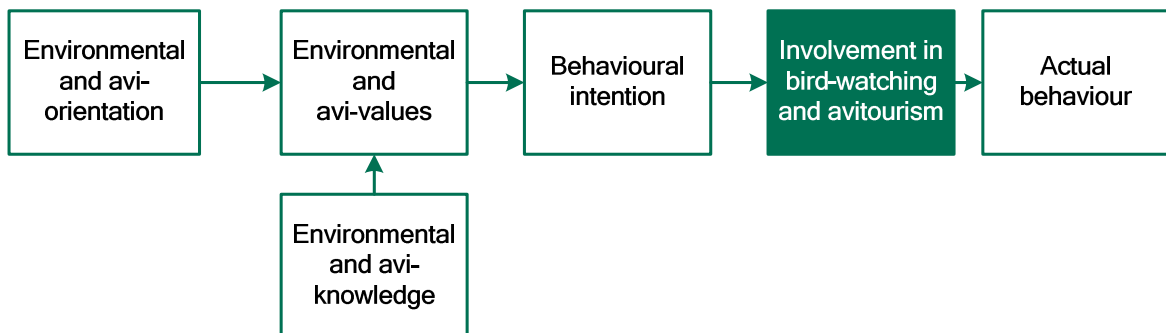 Environmental
and avi-
orientation
Environmental
and
avi-values
Behavioural
intention
Involvement in
bird-watching
and avitourism
Actual
behaviour
Environmental
and avi-
knowledge